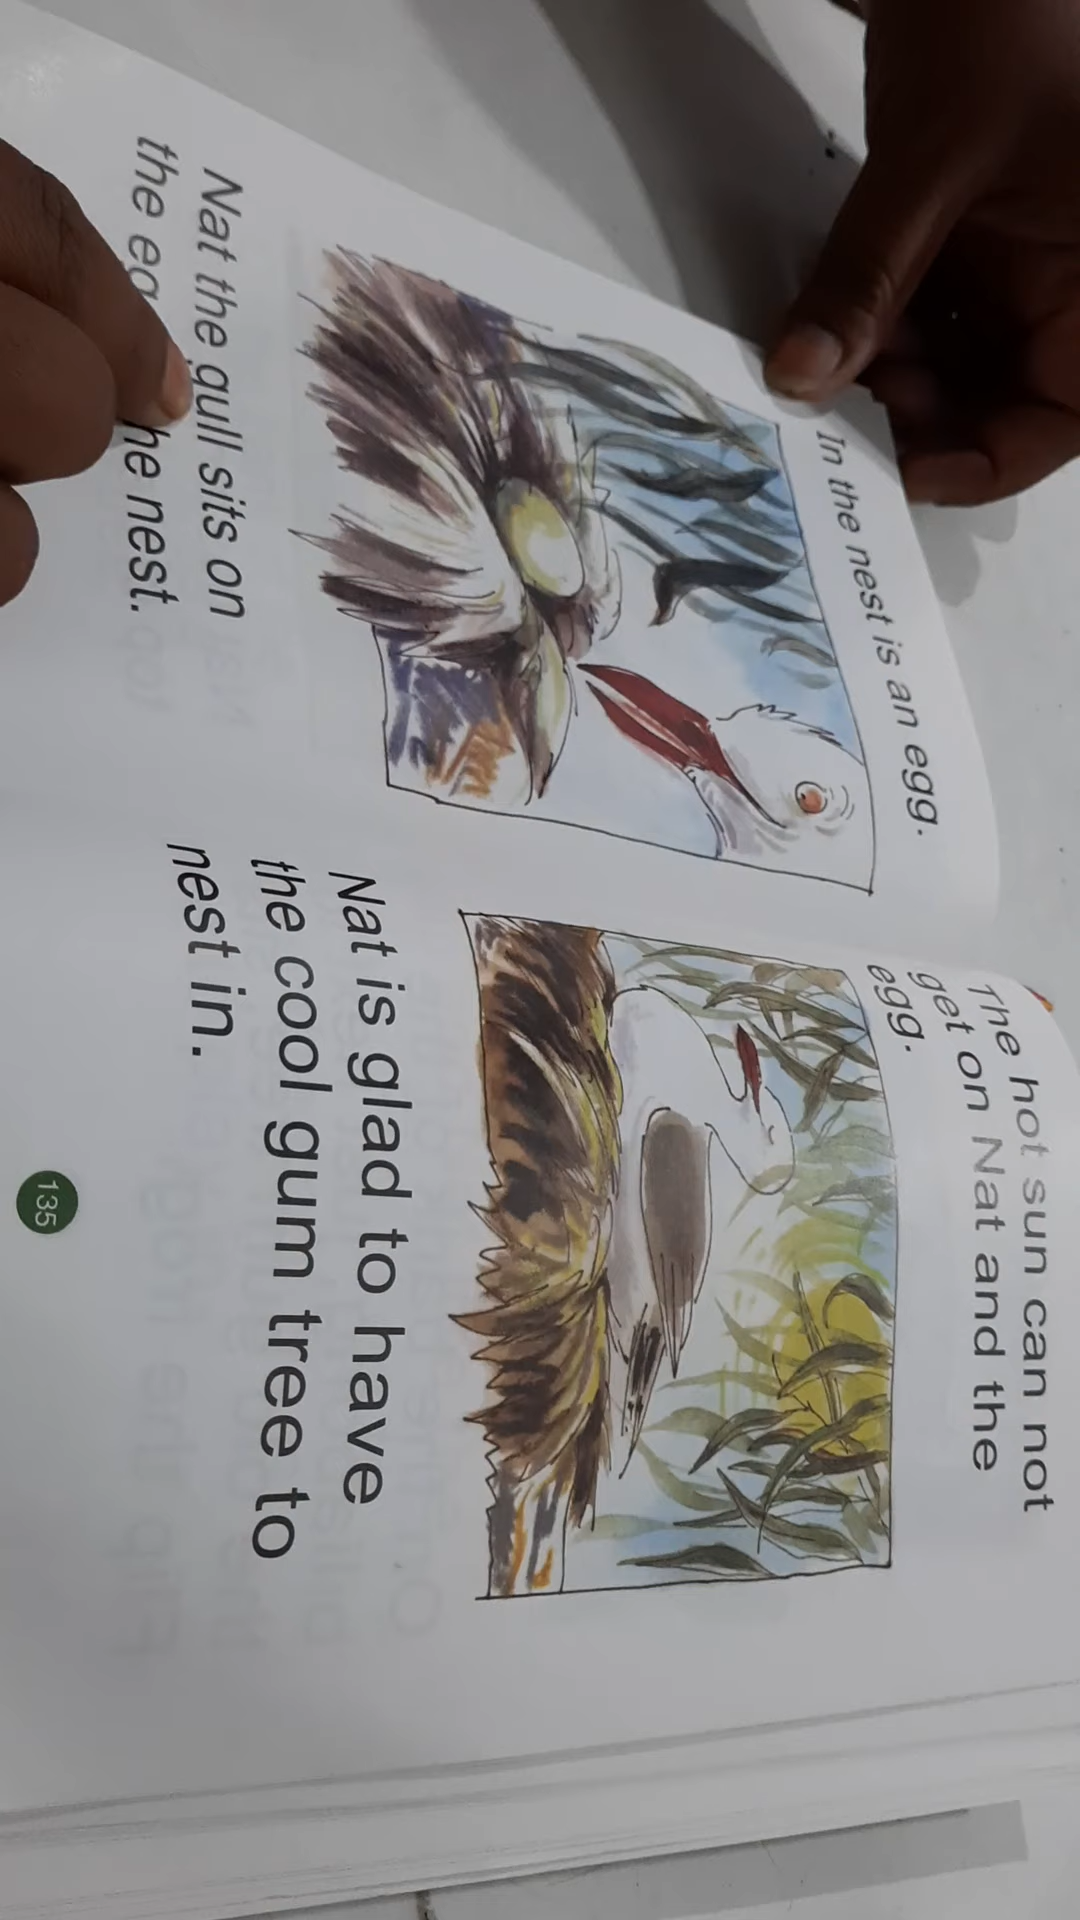 In the nest is an egg.
Nat the gull sits on
the nest.
The hot sun can not
get on Nat and the
egg.
Nat is glad to have
the cool gum tree to
nest in.
135